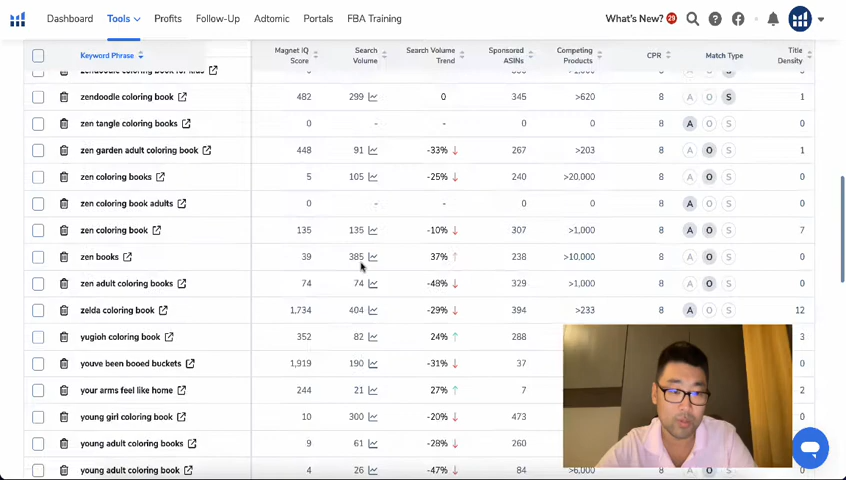 Dashboard Tools Profits Follow-Up Adtomic Portals FBA Training What's New? 29
Keyword Phrase Magnet IQ Score Search Volume Search Volume Trend Sponsored ASINs Competing Products CPR Match Type Title Density
zendoodle coloring book for kids
zendoodle coloring book 482 299 0 345 >620 8 A O S 1
zen tangle coloring books 0 - - 0 0 8 A O S 0
zen garden adult coloring book 448 91 -33% 267 >203 8 A O S 1
zen coloring books 5 105 -25% 240 >20,000 8 A O S 0
zen coloring book adults 0 - - 0 0 8 A O S 0
zen coloring book 135 135 -10% 307 >1,000 8 A O S 7
zen books 39 385 37% 238 >10,000 8 A O S 0
zen adult coloring books 74 74 -48% 329 >1,000 8 A O S 0
zelda coloring book 1,734 404 -29% 394 >233 8 A O S 12
yugioh coloring book 352 82 24% 288 3
youve been booed buckets 1,919 190 -31% 37 0
your arms feel like home 244 21 27% 7 2
young girl coloring book 10 300 -20% 473 0
young adult coloring books 9 61 -28% 260
young adult coloring book 4 26 -47% 84 >6,000 8 A O S 0